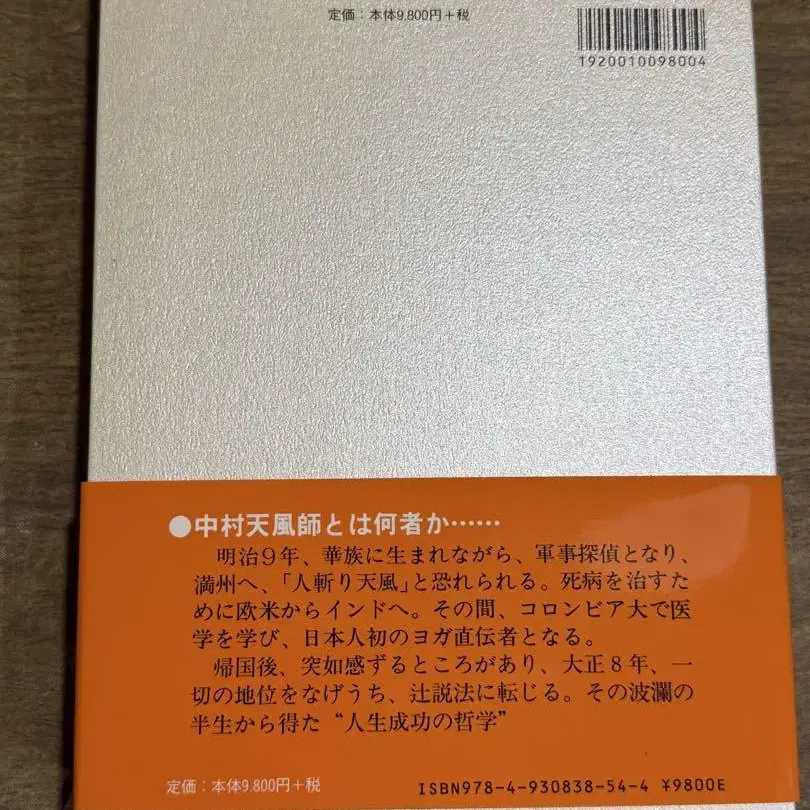 定価：本体9,800円＋税
1920010098004
●中村天風師とは何者か……
明治９年、華族に生まれながら、軍事探偵となり、
満州へ、「人斬り天風」と恐れられる。死病を治すた
めに欧米からインドへ。その間、コロンビア大で医
学を学び、日本人初のヨガ直伝者となる。
帰国後、突如感ずるところがあり、大正８年、一
切の地位をなげうち、辻説法に転じる。その波瀾の
半生から得た“人生成功の哲学”
定価：本体9.800円＋税
ISBN978-4-930838-54-4 ¥9800E